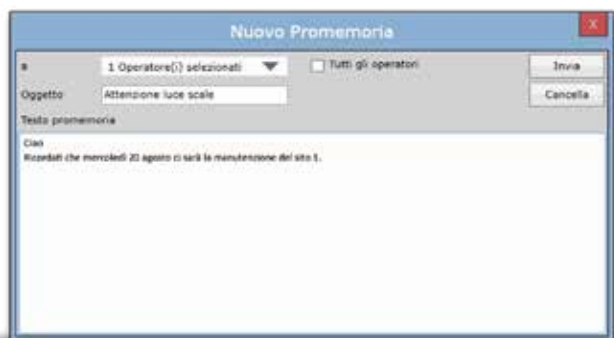 Nuovo Promemoria
X
a 1 Operatore(i) selezionati Tutti gli operatori Invia
Oggetto Attenzione luce scale Cancella
Testo promemoria
Ciao
Ricordati che mercoledì 20 agosto ci sarà la manutenzione del sito 1.